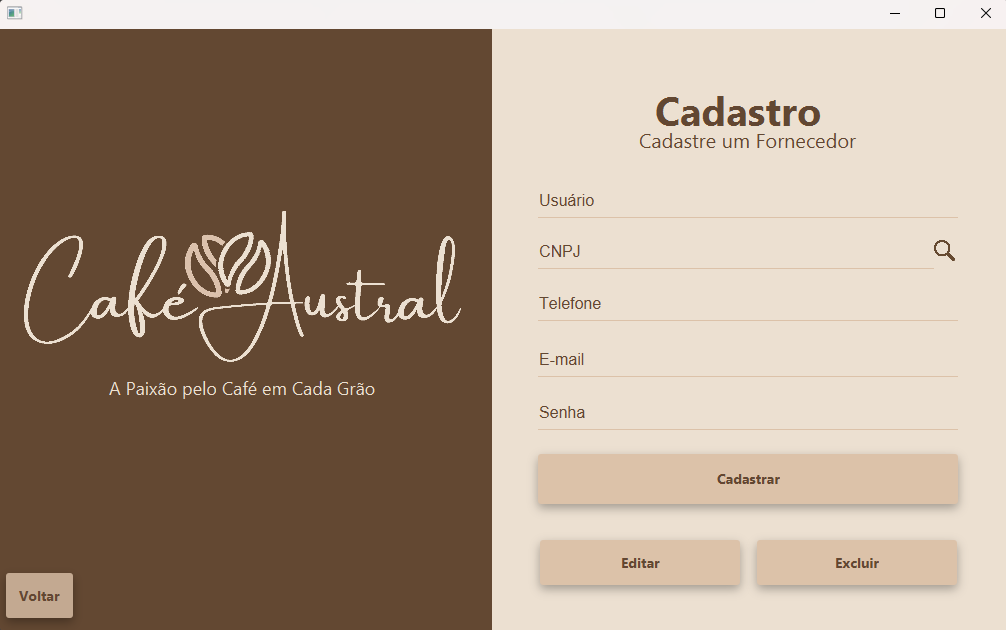 Café Austral
A Paixão pelo Café em Cada Grão
Voltar
Cadastro
Cadastre um Fornecedor
Usuário
CNPJ
Telefone
E-mail
Senha
Cadastrar
Editar
Excluir